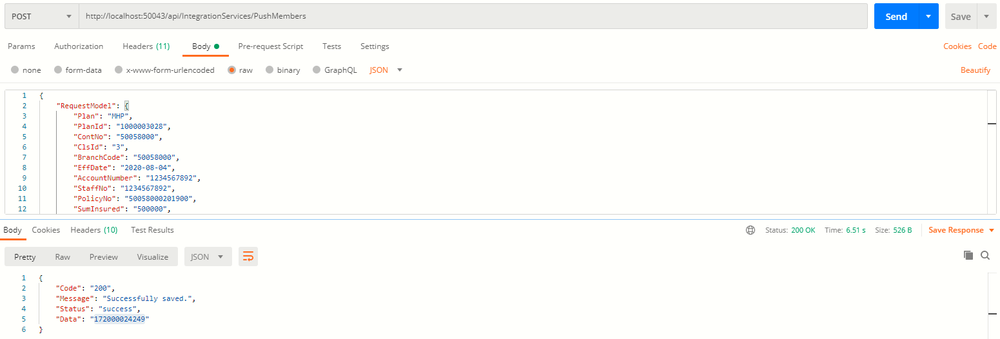 POST http://localhost:50043/api/IntegrationServices/PushMembers Send Save
Params Authorization Headers (11) Body Pre-request Script Tests Settings Cookies Code
none form-data x-www-form-urlencoded raw binary GraphQL JSON Beautify
1 {
2 "RequestModel": {
3 "Plan": "MHP",
4 "PlanId": "1000003028",
5 "ContNo": "50058000",
6 "ClsId": "3",
7 "BranchCode": "50058000",
8 "EffDate": "2020-08-04",
9 "AccountNumber": "1234567892",
10 "StaffNo": "1234567892",
11 "PolicyNo": "50058000201900",
12 "SumInsured": "500000",
Body Cookies Headers (10) Test Results Status: 200 OK Time: 6.51 s Size: 526 B Save Response
Pretty Raw Preview Visualize JSON
1 {
2 "Code": "200",
3 "Message": "Successfully saved.",
4 "Status": "success",
5 "Data": "172000024249"
6 }